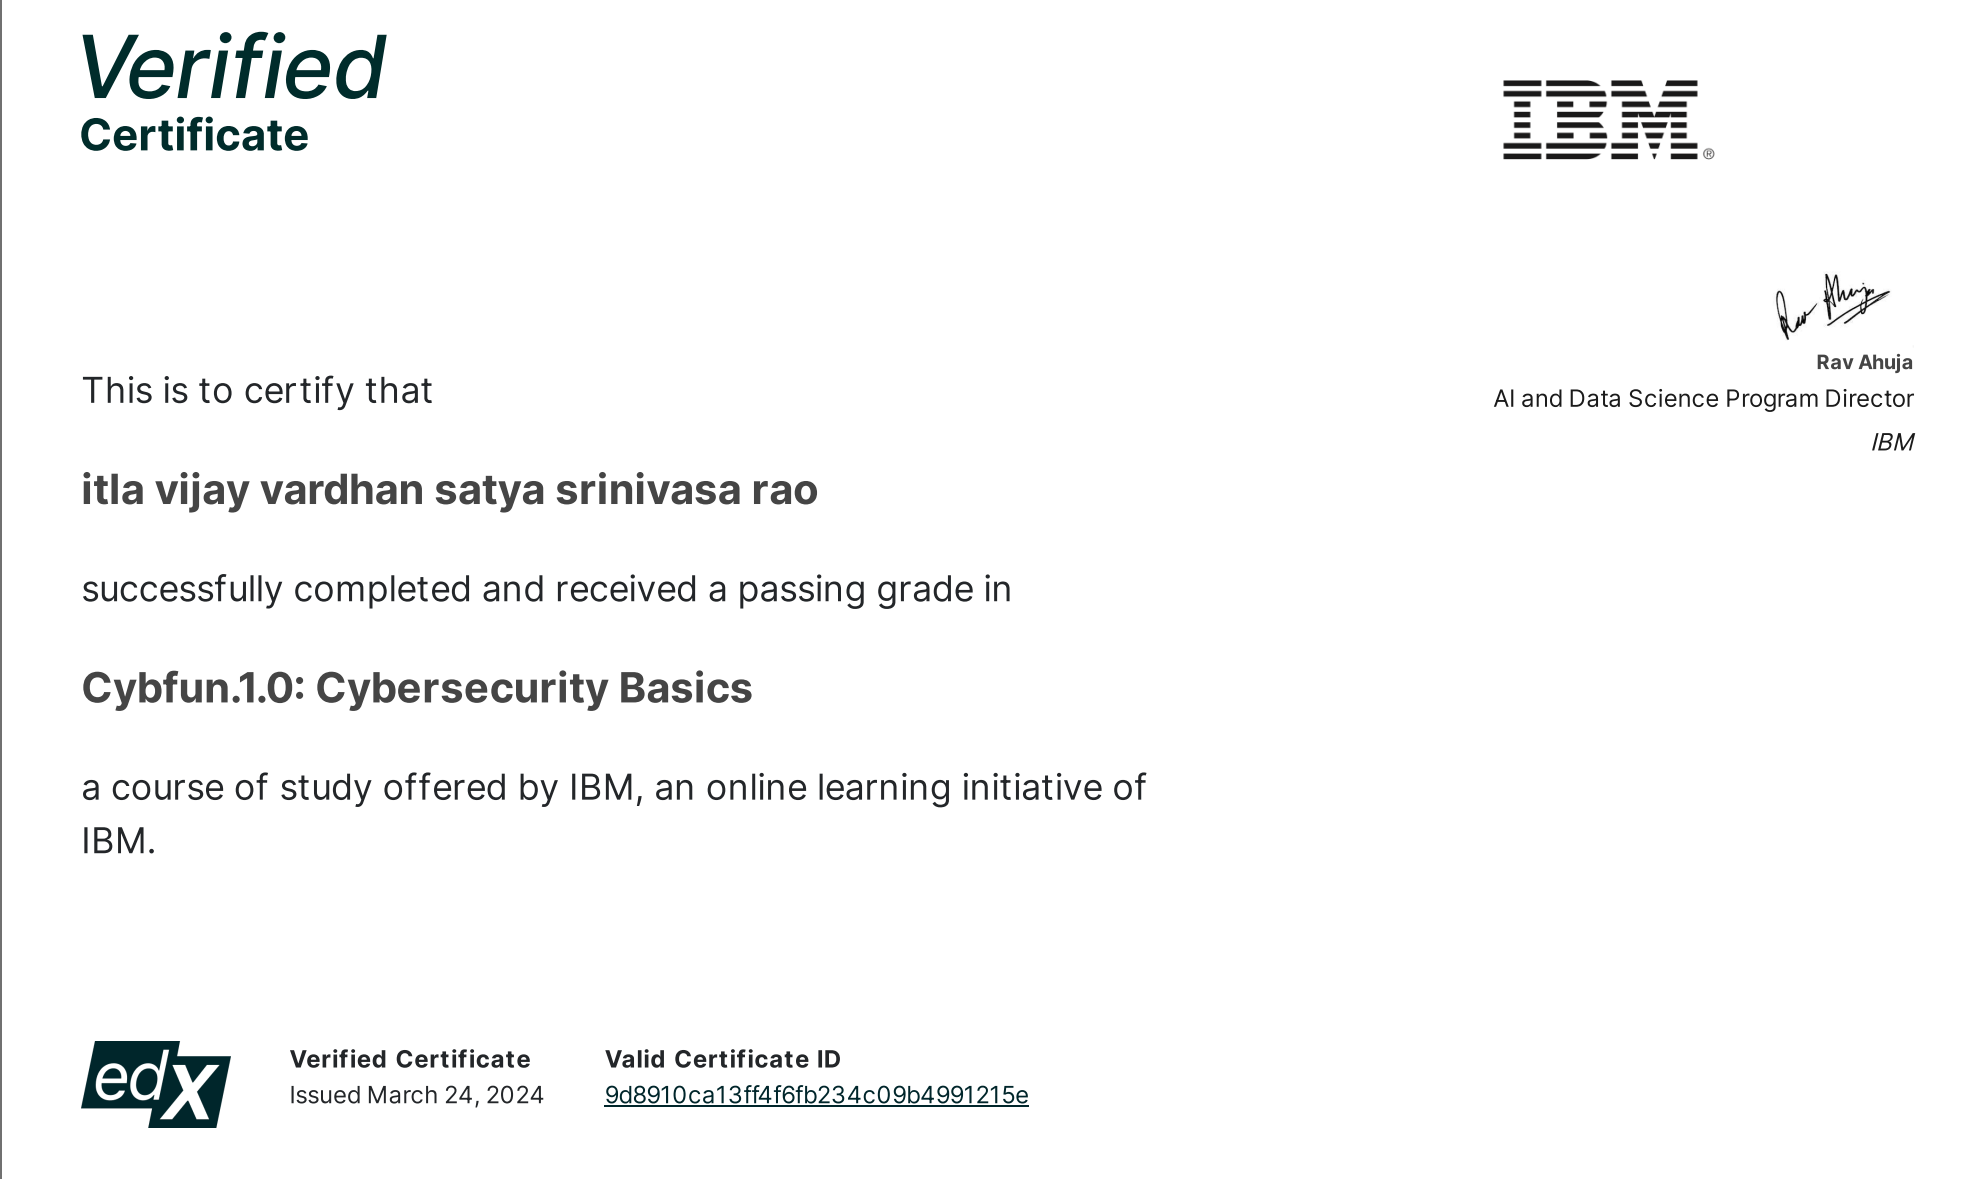 Verified
Certificate
IBM®
Rav Ahuja
Rav Ahuja
AI and Data Science Program Director
IBM
This is to certify that
itla vijay vardhan satya srinivasa rao
successfully completed and received a passing grade in
Cybfun.1.0: Cybersecurity Basics
a course of study offered by IBM, an online learning initiative of
IBM.
edX
Verified Certificate
Issued March 24, 2024
Valid Certificate ID
9d8910ca13ff4f6fb234c09b4991215e